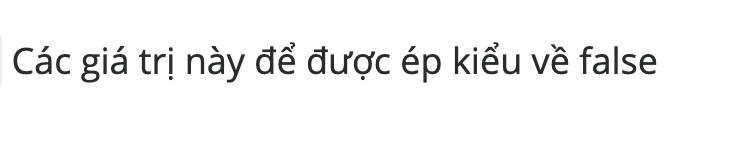 Các giá trị này để được ép kiểu về false